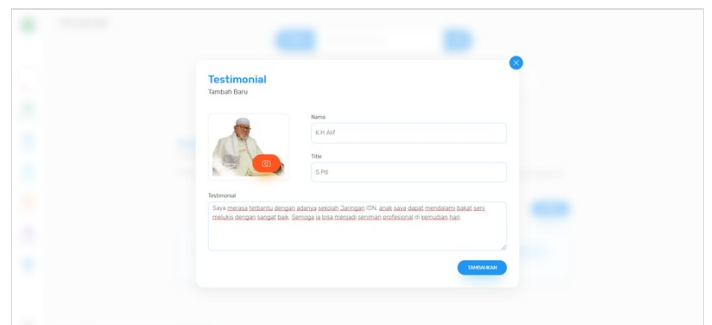 Testimonial
Tambah Baru
Nama
K.H Alif
Title
S.Pd
Testimonial
Saya merasa terbantu dengan adanya sekolah Jaringan IDN, anak saya dapat mendalami bakat seni
melukis dengan sangat baik. Semoga ia bisa menjadi seniman profesional di kemudian hari.
TAMBAHKAN